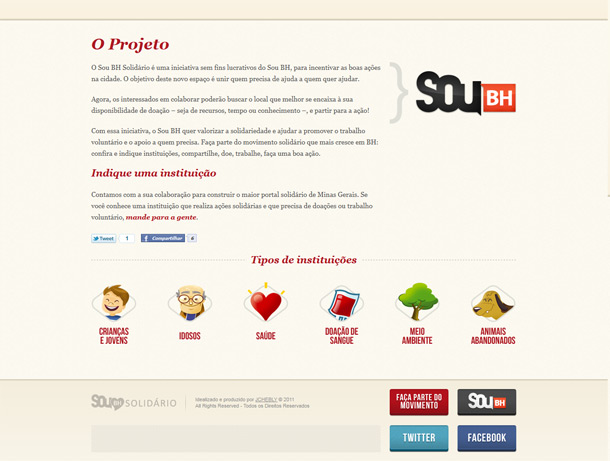 O Projeto
O Sou BH Solidário é uma iniciativa sem fins lucrativos do Sou BH, para incentivar as boas ações
na cidade. O objetivo deste novo espaço é unir quem precisa de ajuda a quem quer ajudar.
Agora, os interessados em colaborar poderão buscar o local que melhor se encaixa à sua
disponibilidade de doação – seja de recursos, tempo ou conhecimento –, e partir para a ação!
Com essa iniciativa, o Sou BH quer valorizar a solidariedade e ajudar a promover o trabalho
voluntário e o apoio a quem precisa. Faça parte do movimento solidário que mais cresce em BH:
confira e indique instituições, compartilhe, doe, trabalhe, faça uma boa ação.
} SOU BH
Indique uma instituição
Contamos com a sua colaboração para construir o maior portal solidário de Minas Gerais. Se
você conhece uma instituição que realiza ações solidárias e que precisa de doações ou trabalho
voluntário, mande para a gente.
Tweet 1 Compartilhar
Tipos de instituições
CRIANÇAS
E JOVENS
IDOSOS
SAÚDE
DOAÇÃO DE
SANGUE
MEIO
AMBIENTE
ANIMAIS
ABANDONADOS
SOU BH SOLIDÁRIO
Idealizado e produzido por JCHEBLY © 2011
All Rights Reserved - Todos os Direitos Reservados
FAÇA PARTE DO
MOVIMENTO
SOU BH
TWITTER
FACEBOOK